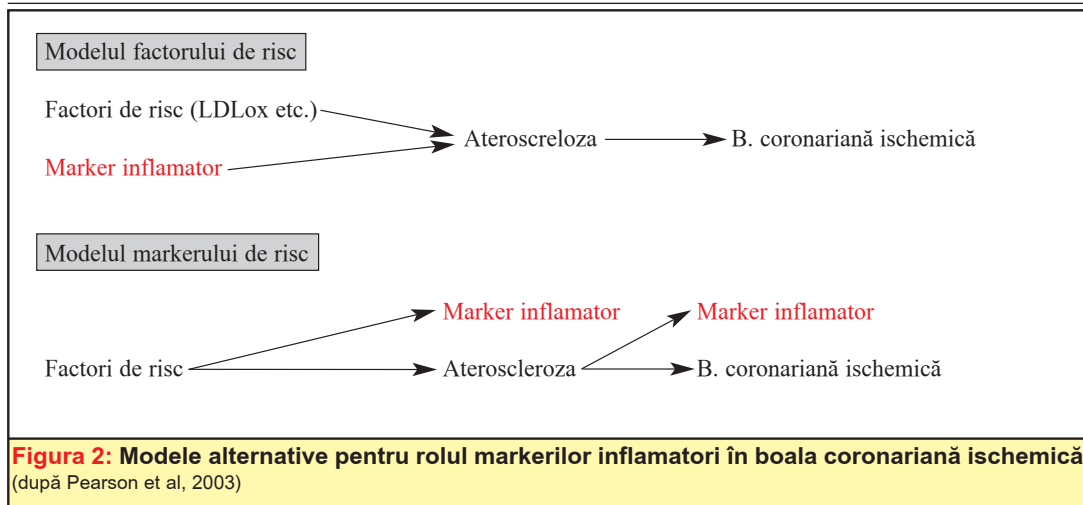 Modelul factorului de risc
Factori de risc (LDLox etc.)
Ateroscreloza
B. coronariană ischemică
Marker inflamator
Modelul markerului de risc
Marker inflamator Marker inflamator
Factori de risc Ateroscleroza B. coronariană ischemică
Figura 2: Modele alternative pentru rolul markerilor inflamatori în boala coronariană ischemică
(după Pearson et al, 2003)